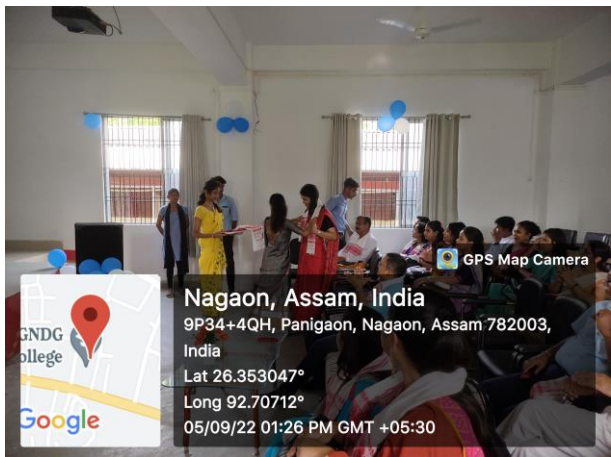 GPS Map Camera
GNDG
ollege
Google
Nagaon, Assam, India
9P34+4QH, Panigaon, Nagaon, Assam 782003,
India
Lat 26.353047°
Long 92.70712°
05/09/22 01:26 PM GMT +05:30